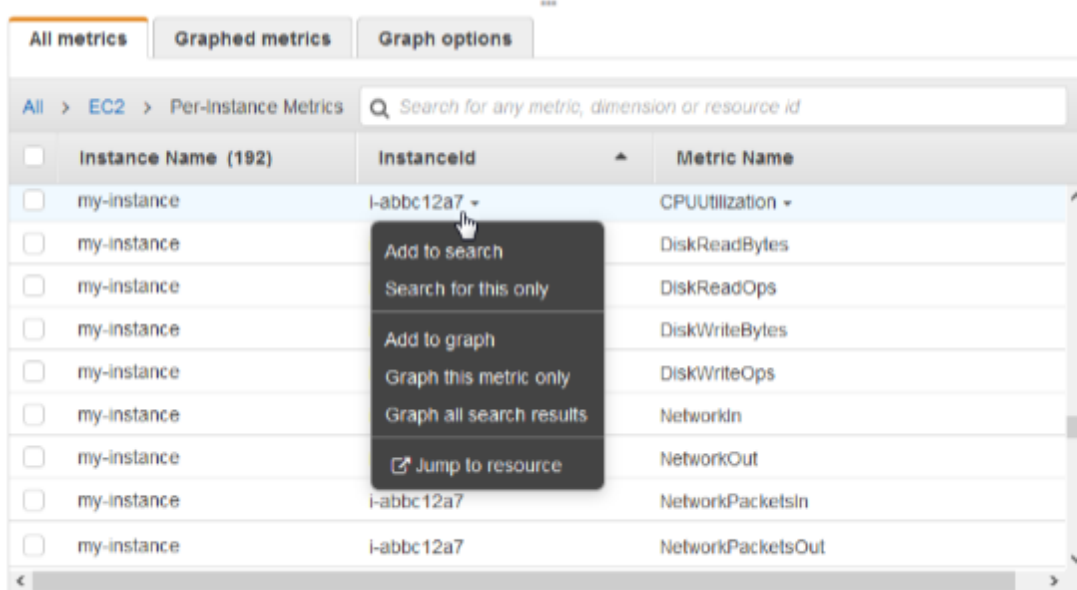 All metrics Graphed metrics Graph options
All > EC2 > Per-Instance Metrics Search for any metric, dimension or resource id
Instance Name (192) InstanceId Metric Name
my-instance i-abbc12a7 CPUUtilization
my-instance DiskReadBytes
my-instance DiskReadOps
my-instance DiskWriteBytes
my-instance DiskWriteOps
my-instance NetworkIn
my-instance NetworkOut
my-instance i-abbc12a7 NetworkPacketsIn
my-instance i-abbc12a7 NetworkPacketsOut
Add to search
Search for this only
Add to graph
Graph this metric only
Graph all search results
Jump to resource